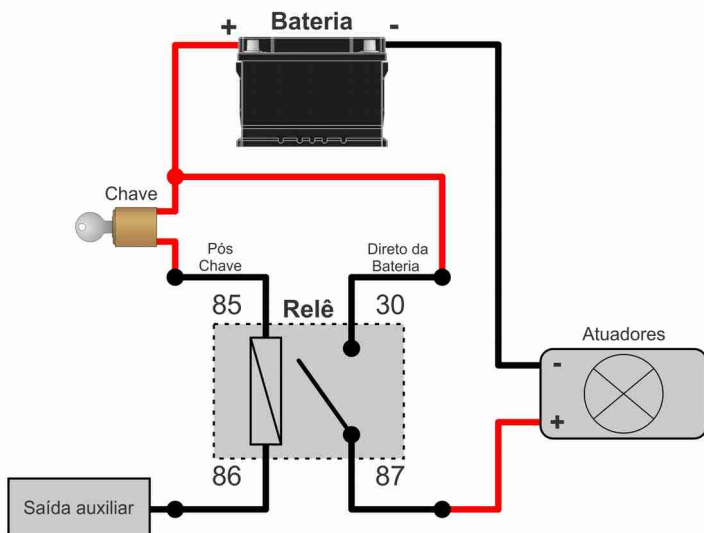 + Bateria -
Chave
Pós
Chave
Direto da
Bateria
85 Relê 30
Atuadores
-
+
86 87
Saída auxiliar